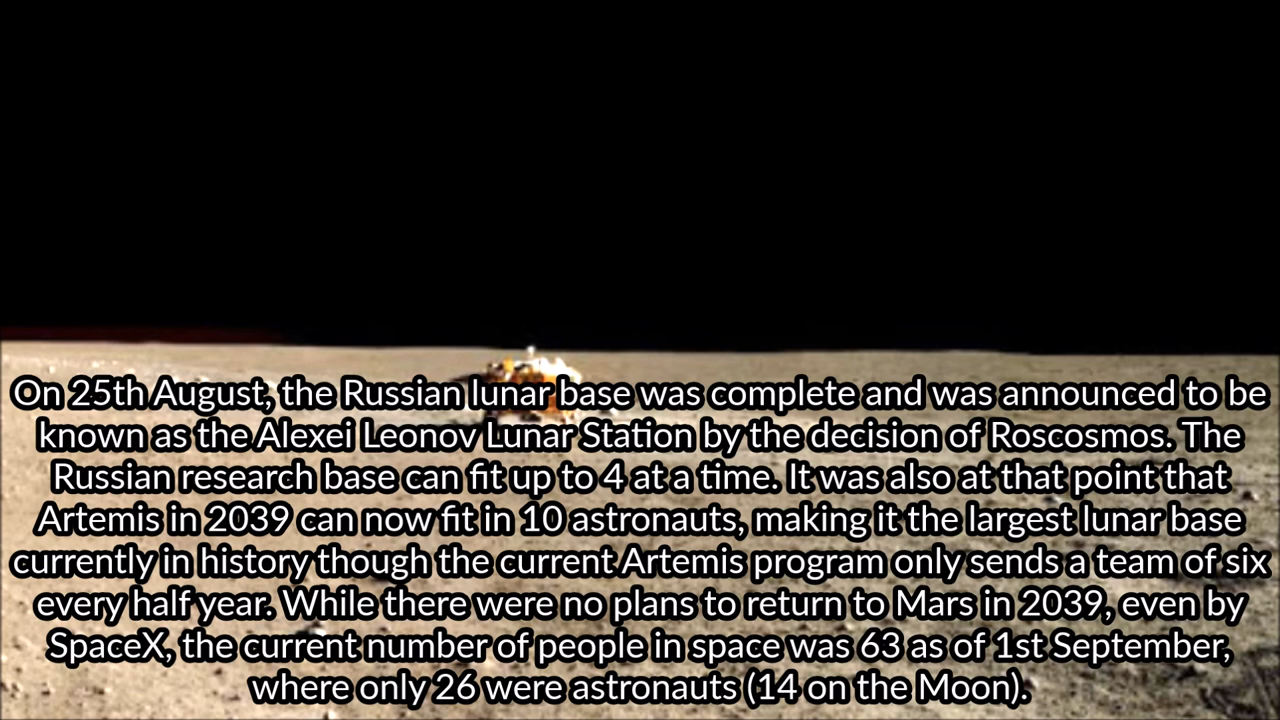 On 25th August, the Russian lunar base was complete and was announced to be
known as the Alexei Leonov Lunar Station by the decision of Roscosmos. The
Russian research base can fit up to 4 at a time. It was also at that point that
Artemis in 2039 can now fit in 10 astronauts, making it the largest lunar base
currently in history though the current Artemis program only sends a team of six
every half year. While there were no plans to return to Mars in 2039, even by
SpaceX, the current number of people in space was 63 as of 1st September,
where only 26 were astronauts (14 on the Moon).